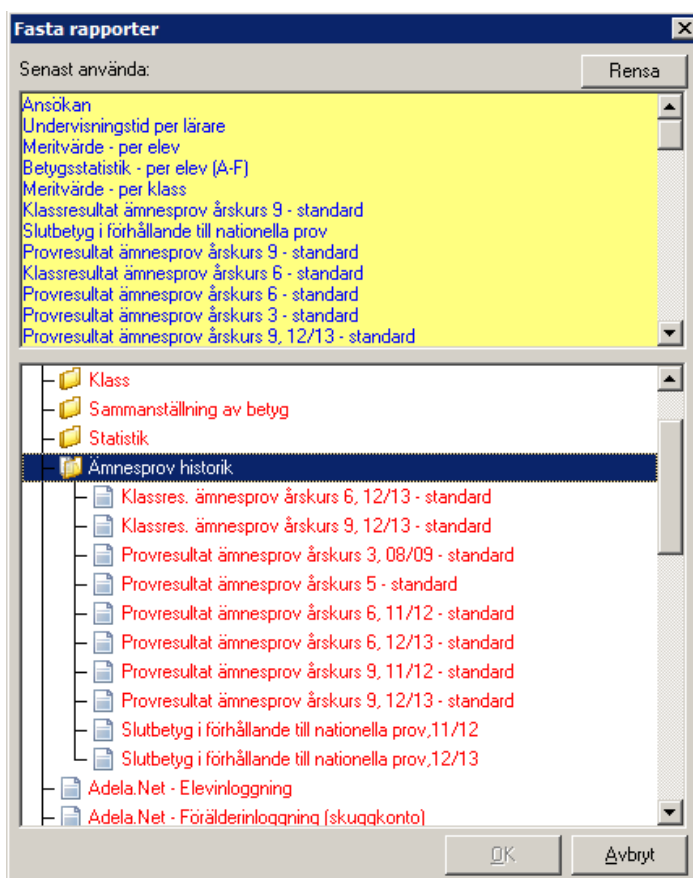 Fasta rapporter
Senast använda:
Rensa
Ansökan
Undervisningstid per lärare
Meritvärde - per elev
Betygsstatistik - per elev (A-F)
Meritvärde - per klass
Klassresultat ämnesprov årskurs 9 - standard
Slutbetyg i förhållande till nationella prov
Provresultat ämnesprov årskurs 9 - standard
Klassresultat ämnesprov årskurs 6 - standard
Provresultat ämnesprov årskurs 6 - standard
Provresultat ämnesprov årskurs 3 - standard
Provresultat ämnesprov årskurs 9, 12/13 - standard
Klass
Sammanställning av betyg
Statistik
Ämnesprov historik
Klassres. ämnesprov årskurs 6, 12/13 - standard
Klassres. ämnesprov årskurs 9, 12/13 - standard
Provresultat ämnesprov årskurs 3, 08/09 - standard
Provresultat ämnesprov årskurs 5 - standard
Provresultat ämnesprov årskurs 6, 11/12 - standard
Provresultat ämnesprov årskurs 6, 12/13 - standard
Provresultat ämnesprov årskurs 9, 11/12 - standard
Provresultat ämnesprov årskurs 9, 12/13 - standard
Slutbetyg i förhållande till nationella prov,11/12
Slutbetyg i förhållande till nationella prov,12/13
Adela.Net - Elevinloggning
Adela.Net - Förälderinloggning (skuggkonto)
OK
Avbryt